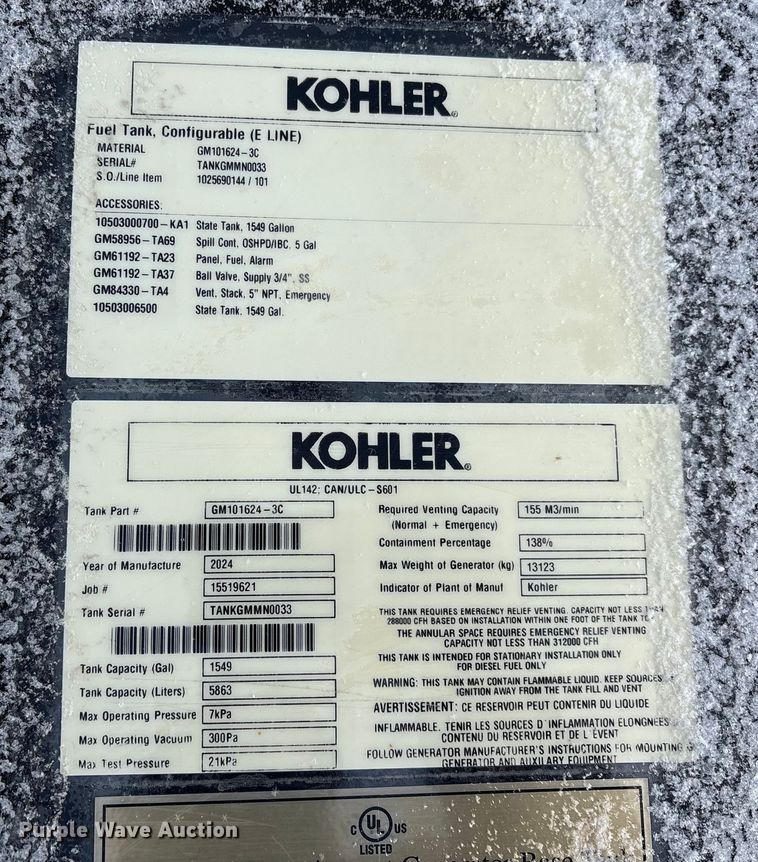 KOHLER®
Fuel Tank, Configurable (E LINE)
MATERIAL GM101624-3C
SERIAL# TANKGMMN0033
S.O./Line Item 1025690144 / 101
ACCESSORIES:
10503000700-KA1 State Tank, 1549 Gallon
GM58956-TA69 Spill Cont, OSHPD/IBC, 5 Gal
GM61192-TA23 Panel, Fuel, Alarm
GM61192-TA37 Ball Valve, Supply 3/4", SS
GM84330-TA4 Vent, Stack, 5" NPT, Emergency
10503006500 State Tank, 1549 Gal.
KOHLER®
UL142; CAN/ULC-S601
Tank Part # GM101624-3C
Year of Manufacture 2024
Job # 15519621
Tank Serial # TANKGMMN0033
Tank Capacity (Gal) 1549
Tank Capacity (Liters) 5863
Max Operating Pressure 7kPa
Max Operating Vacuum 300Pa
Max Test Pressure 21kPa
Required Venting Capacity 155 M3/min
(Normal + Emergency)
Containment Percentage 138%
Max Weight of Generator (kg) 13123
Indicator of Plant of Manuf Kohler
THIS TANK REQUIRES EMERGENCY RELIEF VENTING. CAPACITY NOT LESS THAN
288000 CFH BASED ON INSTALLATION WITHIN ONE FOOT OF THE TANK
THE ANNULAR SPACE REQUIRES EMERGENCY RELIEF VENTING
CAPACITY NOT LESS THAN 312000 CFH
THIS TANK IS INTENDED FOR STATIONARY INSTALLATION ONLY
FOR DIESEL FUEL ONLY
WARNING: THIS TANK MAY CONTAIN FLAMMABLE LIQUID. KEEP SOURCES
IGNITION AWAY FROM THE TANK FILL AND VENT
AVERTISSEMENT: CE RESERVOIR PEUT CONTENIR DU LIQUIDE
INFLAMMABLE. TENIR LES SOURCES D'INFLAMMATION ELONGNEES
CONTENU DU RESERVOIR ET DE L'EVENT
FOLLOW GENERATOR MANUFACTURER'S INSTRUCTIONS FOR MOUNTING
GENERATOR AND AUXILARY EQUIPMENT
C UL US
LISTED
Purple Wave Auction